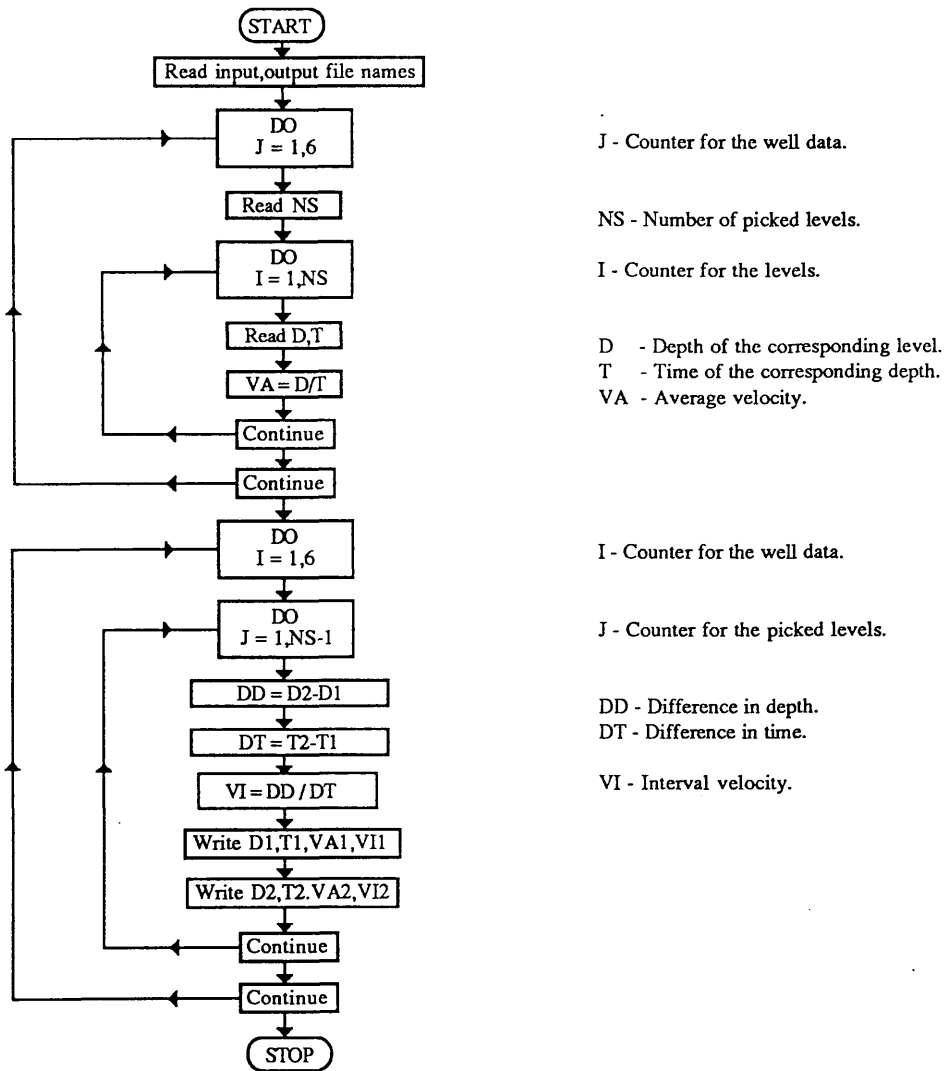 START
Read input,output file names
DO
J = 1,6
J - Counter for the well data.
Read NS
NS - Number of picked levels.
DO
I = 1,NS
I - Counter for the levels.
Read D,T
D - Depth of the corresponding level.
T - Time of the corresponding depth.
VA = D/T
VA - Average velocity.
Continue
Continue
DO
I = 1,6
I - Counter for the well data.
DO
J = 1,NS-1
J - Counter for the picked levels.
DD = D2-D1
DD - Difference in depth.
DT = T2-T1
DT - Difference in time.
VI = DD / DT
VI - Interval velocity.
Write D1,T1,VA1,VI1
Write D2,T2.VA2,VI2
Continue
Continue
STOP